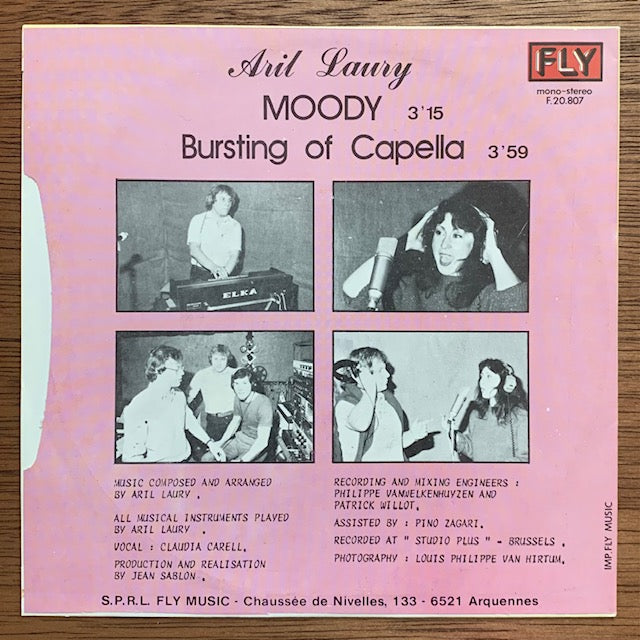 Aril Laury
FLY
mono-stereo
F.20.807
MOODY 3'15
Bursting of Capella 3'59
ELKA
MUSIC COMPOSED AND ARRANGED
BY ARIL LAURY .
ALL MUSICAL INSTRUMENTS PLAYED
BY ARIL LAURY .
VOCAL : CLAUDIA CARELL.
PRODUCTION AND REALISATION
BY JEAN SABLON .
RECORDING AND MIXING ENGINEERS :
PHILIPPE VANWELKENHUYZEN AND
PATRICK WILLOT.
ASSISTED BY : PINO ZAGARI.
RECORDED AT " STUDIO PLUS " - BRUSSELS .
PHOTOGRAPHY : LOUIS PHILIPPE VAN HIRTUM.
IMP. FLY MUSIC
S.P.R.L. FLY MUSIC - Chaussée de Nivelles, 133 - 6521 Arquennes